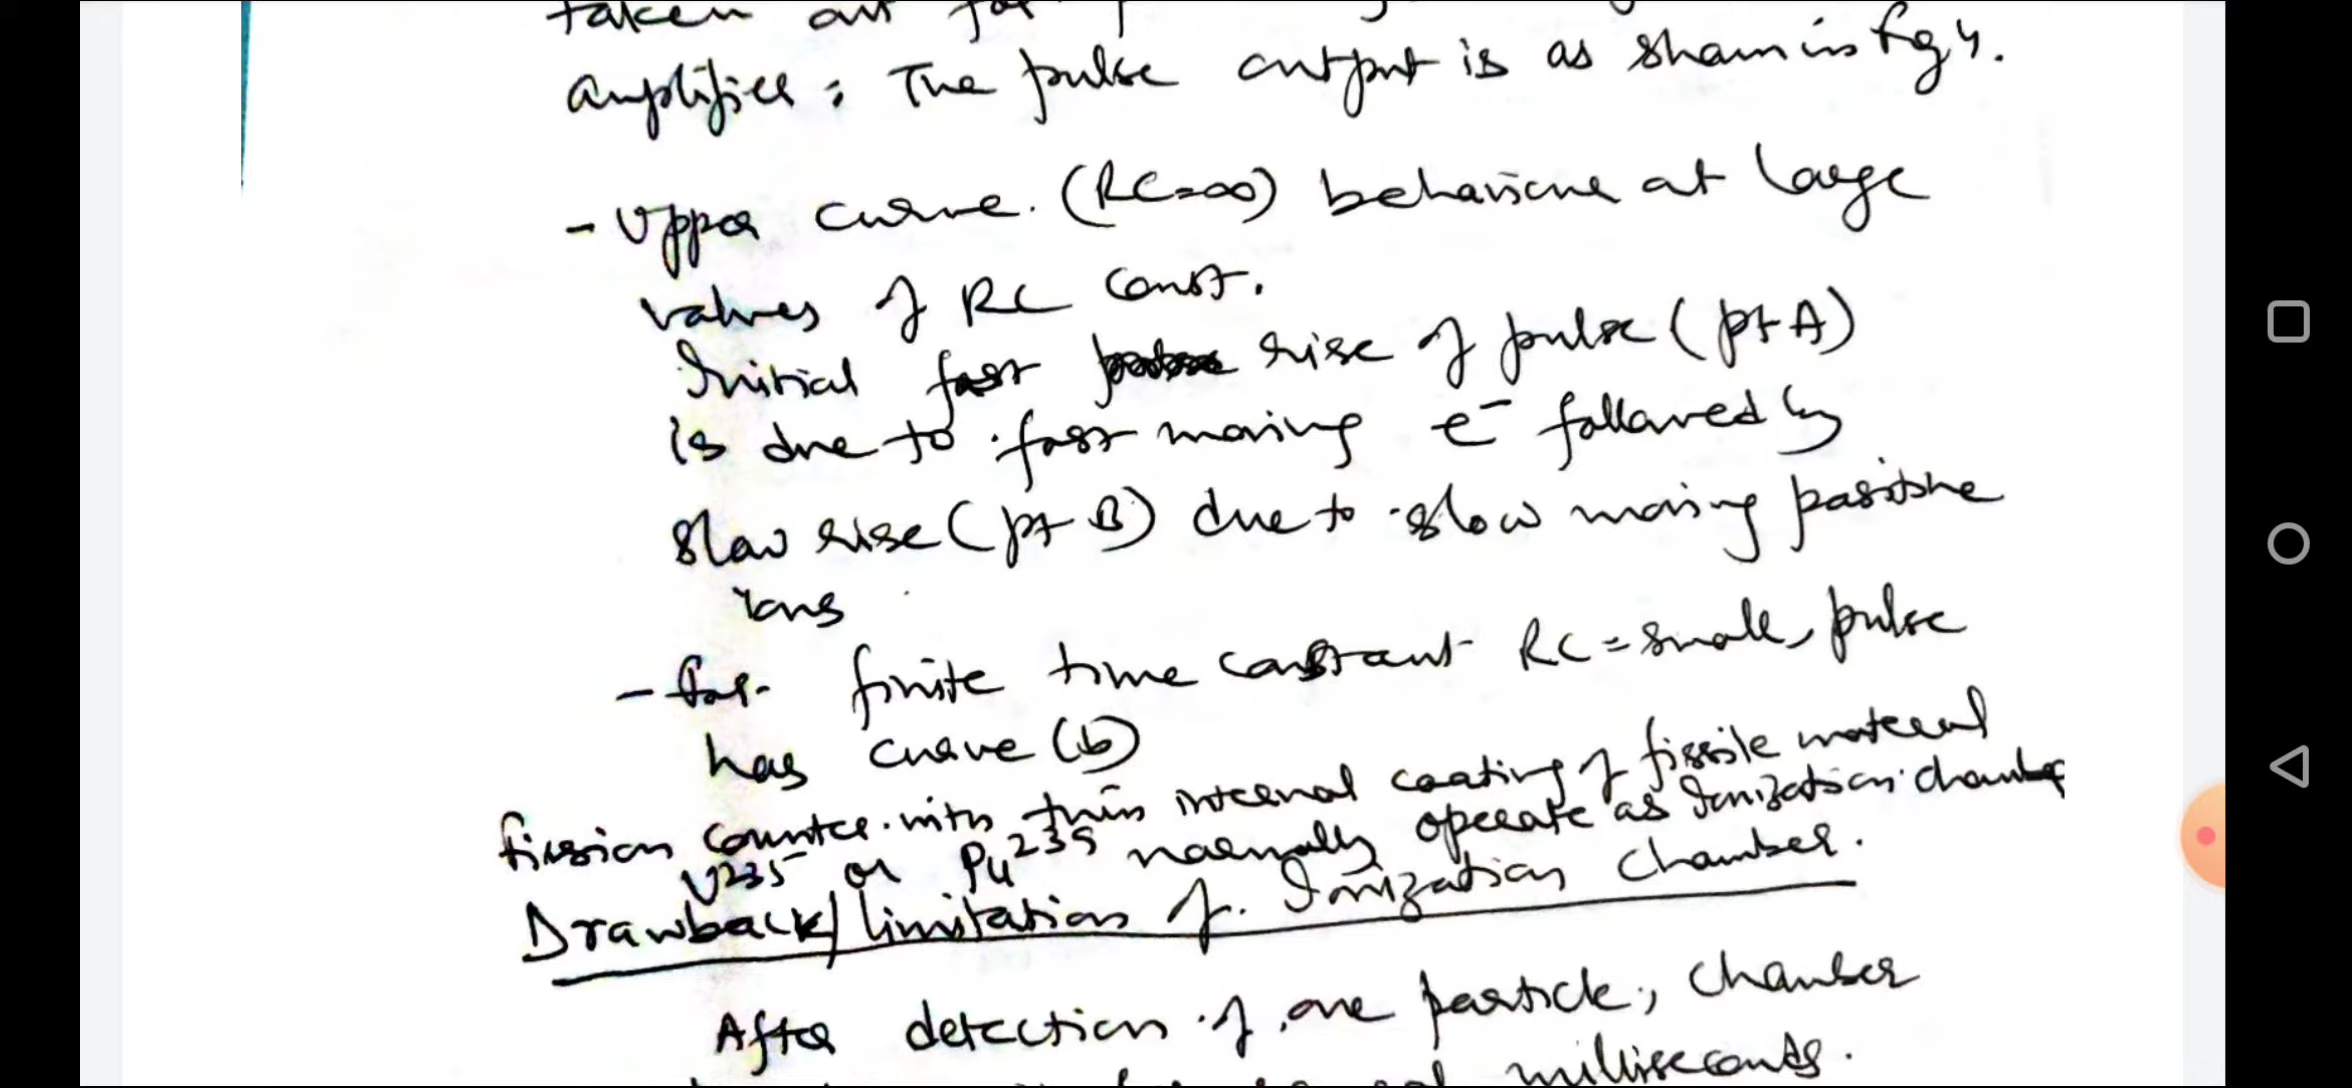 taken out for
amplifier; The pulse output is as shown in fig 4.
- Upper curve. (RC=∞) behaviour at large
values of RC const.
Initial fast rise of pulse (pt A)
is due to fast moving e⁻ followed by
slow rise (pt B) due to slow moving positive
ions
- for finite time constant RC = small, pulse
has curve (b)
fission counter with thin internal coating of fissile material
U235 or Pu²³⁹ normally operate as Ionization chamber
Drawback/limitation of Ionization Chamber.
After detection of one particle, chamber
milliseconds.